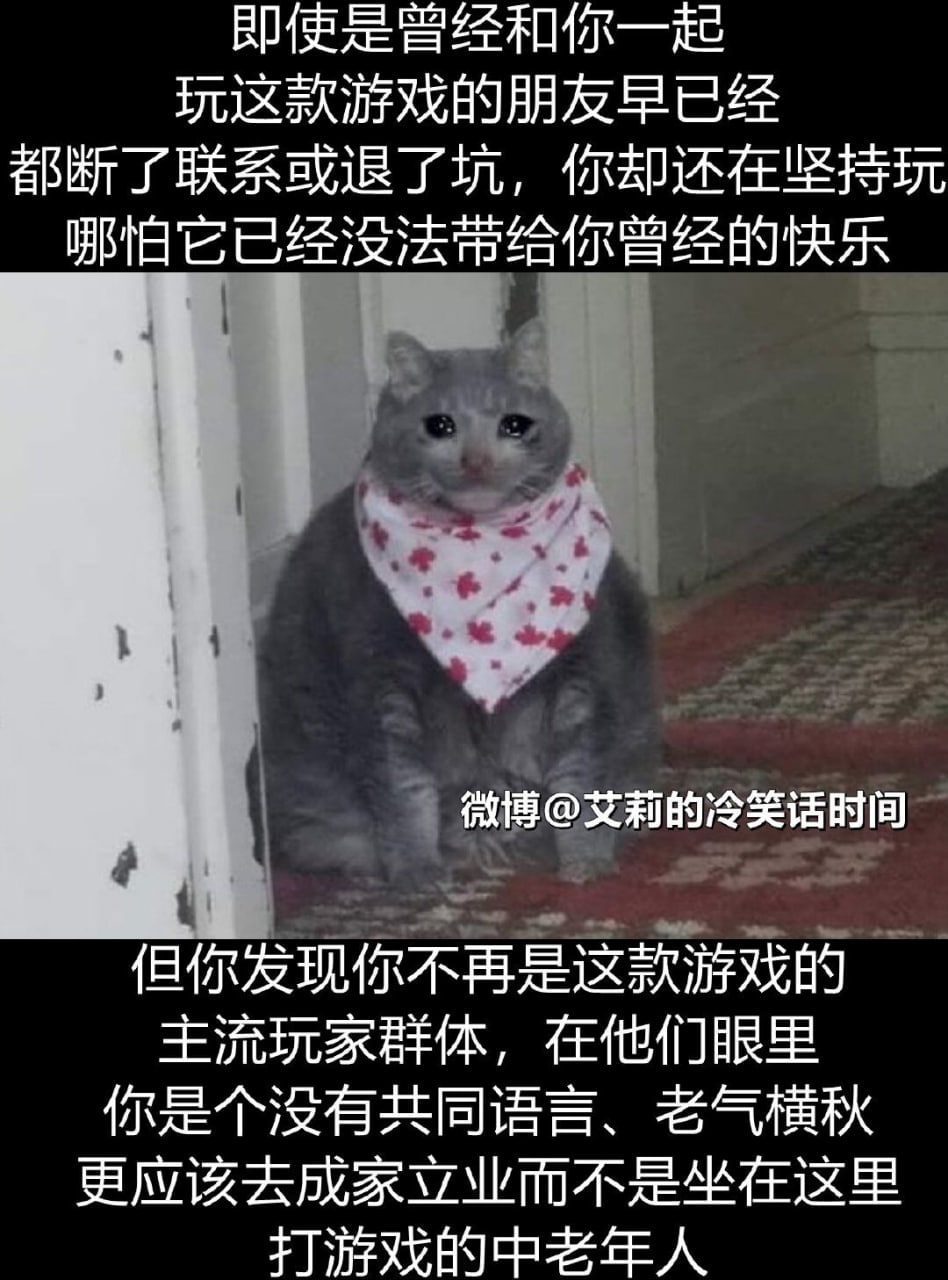 即使是曾经和你一起
玩这款游戏的朋友早已经
都断了联系或退了坑，你却还在坚持玩
哪怕它已经没法带给你曾经的快乐
微博@艾莉的冷笑话时间
但你发现你不再是这款游戏的
主流玩家群体，在他们眼里
你是个没有共同语言、老气横秋
更应该去成家立业而不是坐在这里
打游戏的中老年人